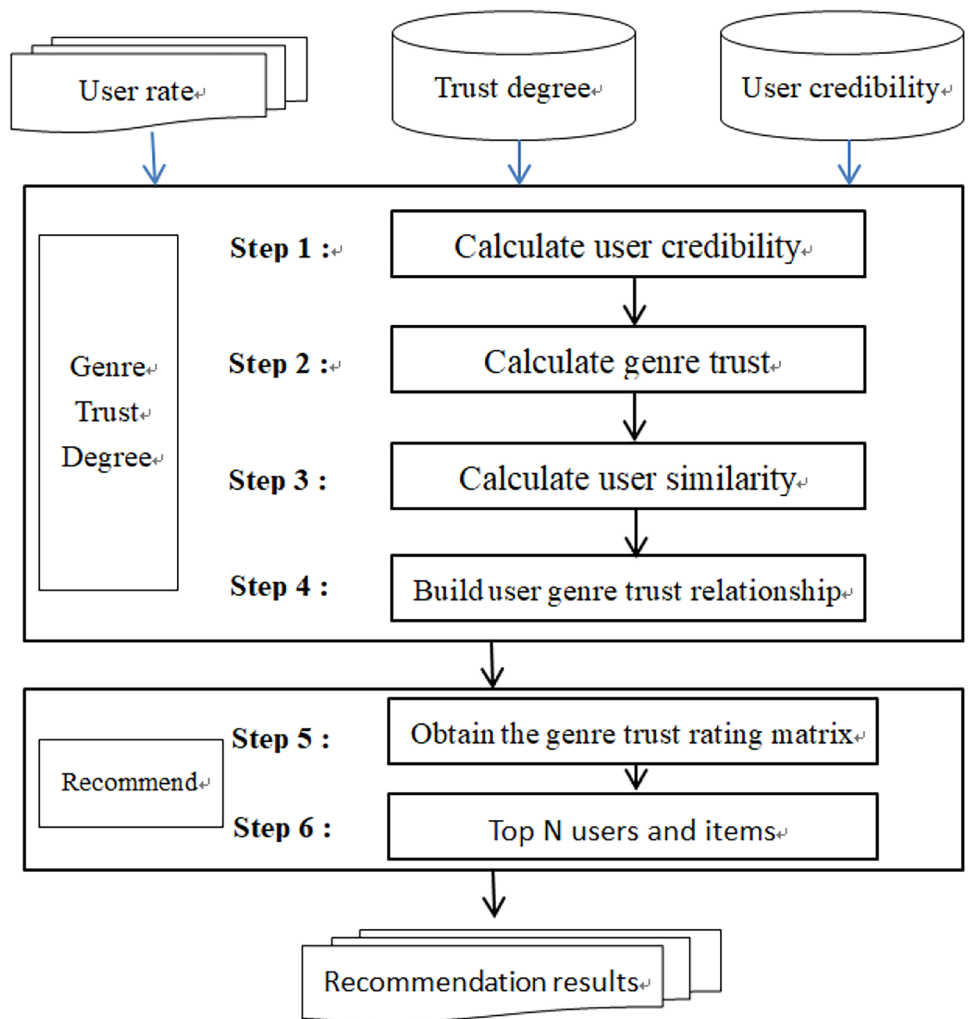 User rate
Trust degree
User credibility
Step 1 :
Calculate user credibility
Step 2 :
Calculate genre trust
Genre
Trust
Degree
Step 3 :
Calculate user similarity
Step 4 :
Build user genre trust relationship
Step 5 :
Obtain the genre trust rating matrix
Recommend
Step 6 :
Top N users and items
Recommendation results